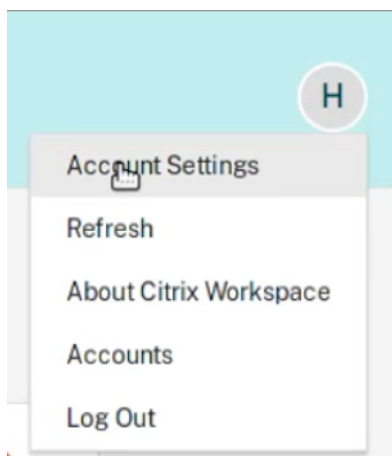 H
Account Settings
Refresh
About Citrix Workspace
Accounts
Log Out